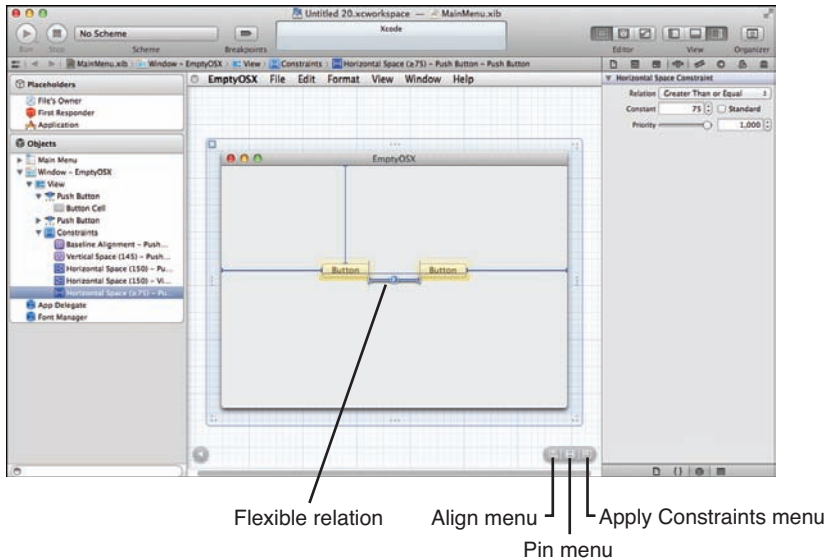 Untitled 20.xcworkspace — MainMenu.xib
No Scheme
Xcode
Run Stop Scheme Breakpoints Editor View Organizer
MainMenu.xib Window – EmptyOSX View Constraints Horizontal Space (≥75) – Push Button – Push Button
Placeholders
File's Owner
First Responder
Application
Objects
Main Menu
Window – EmptyOSX
View
Push Button
Button Cell
Push Button
Constraints
Baseline Alignment – Push...
Vertical Space (145) – Push...
Horizontal Space (150) – Pu...
Horizontal Space (150) – Vi...
Horizontal Space (≥75) – Pu...
App Delegate
Font Manager
EmptyOSX File Edit Format View Window Help
EmptyOSX
Button Button
Horizontal Space Constraint
Relation Greater Than or Equal
Constant 75 Standard
Priority 1,000
Flexible relation
Align menu
Apply Constraints menu
Pin menu